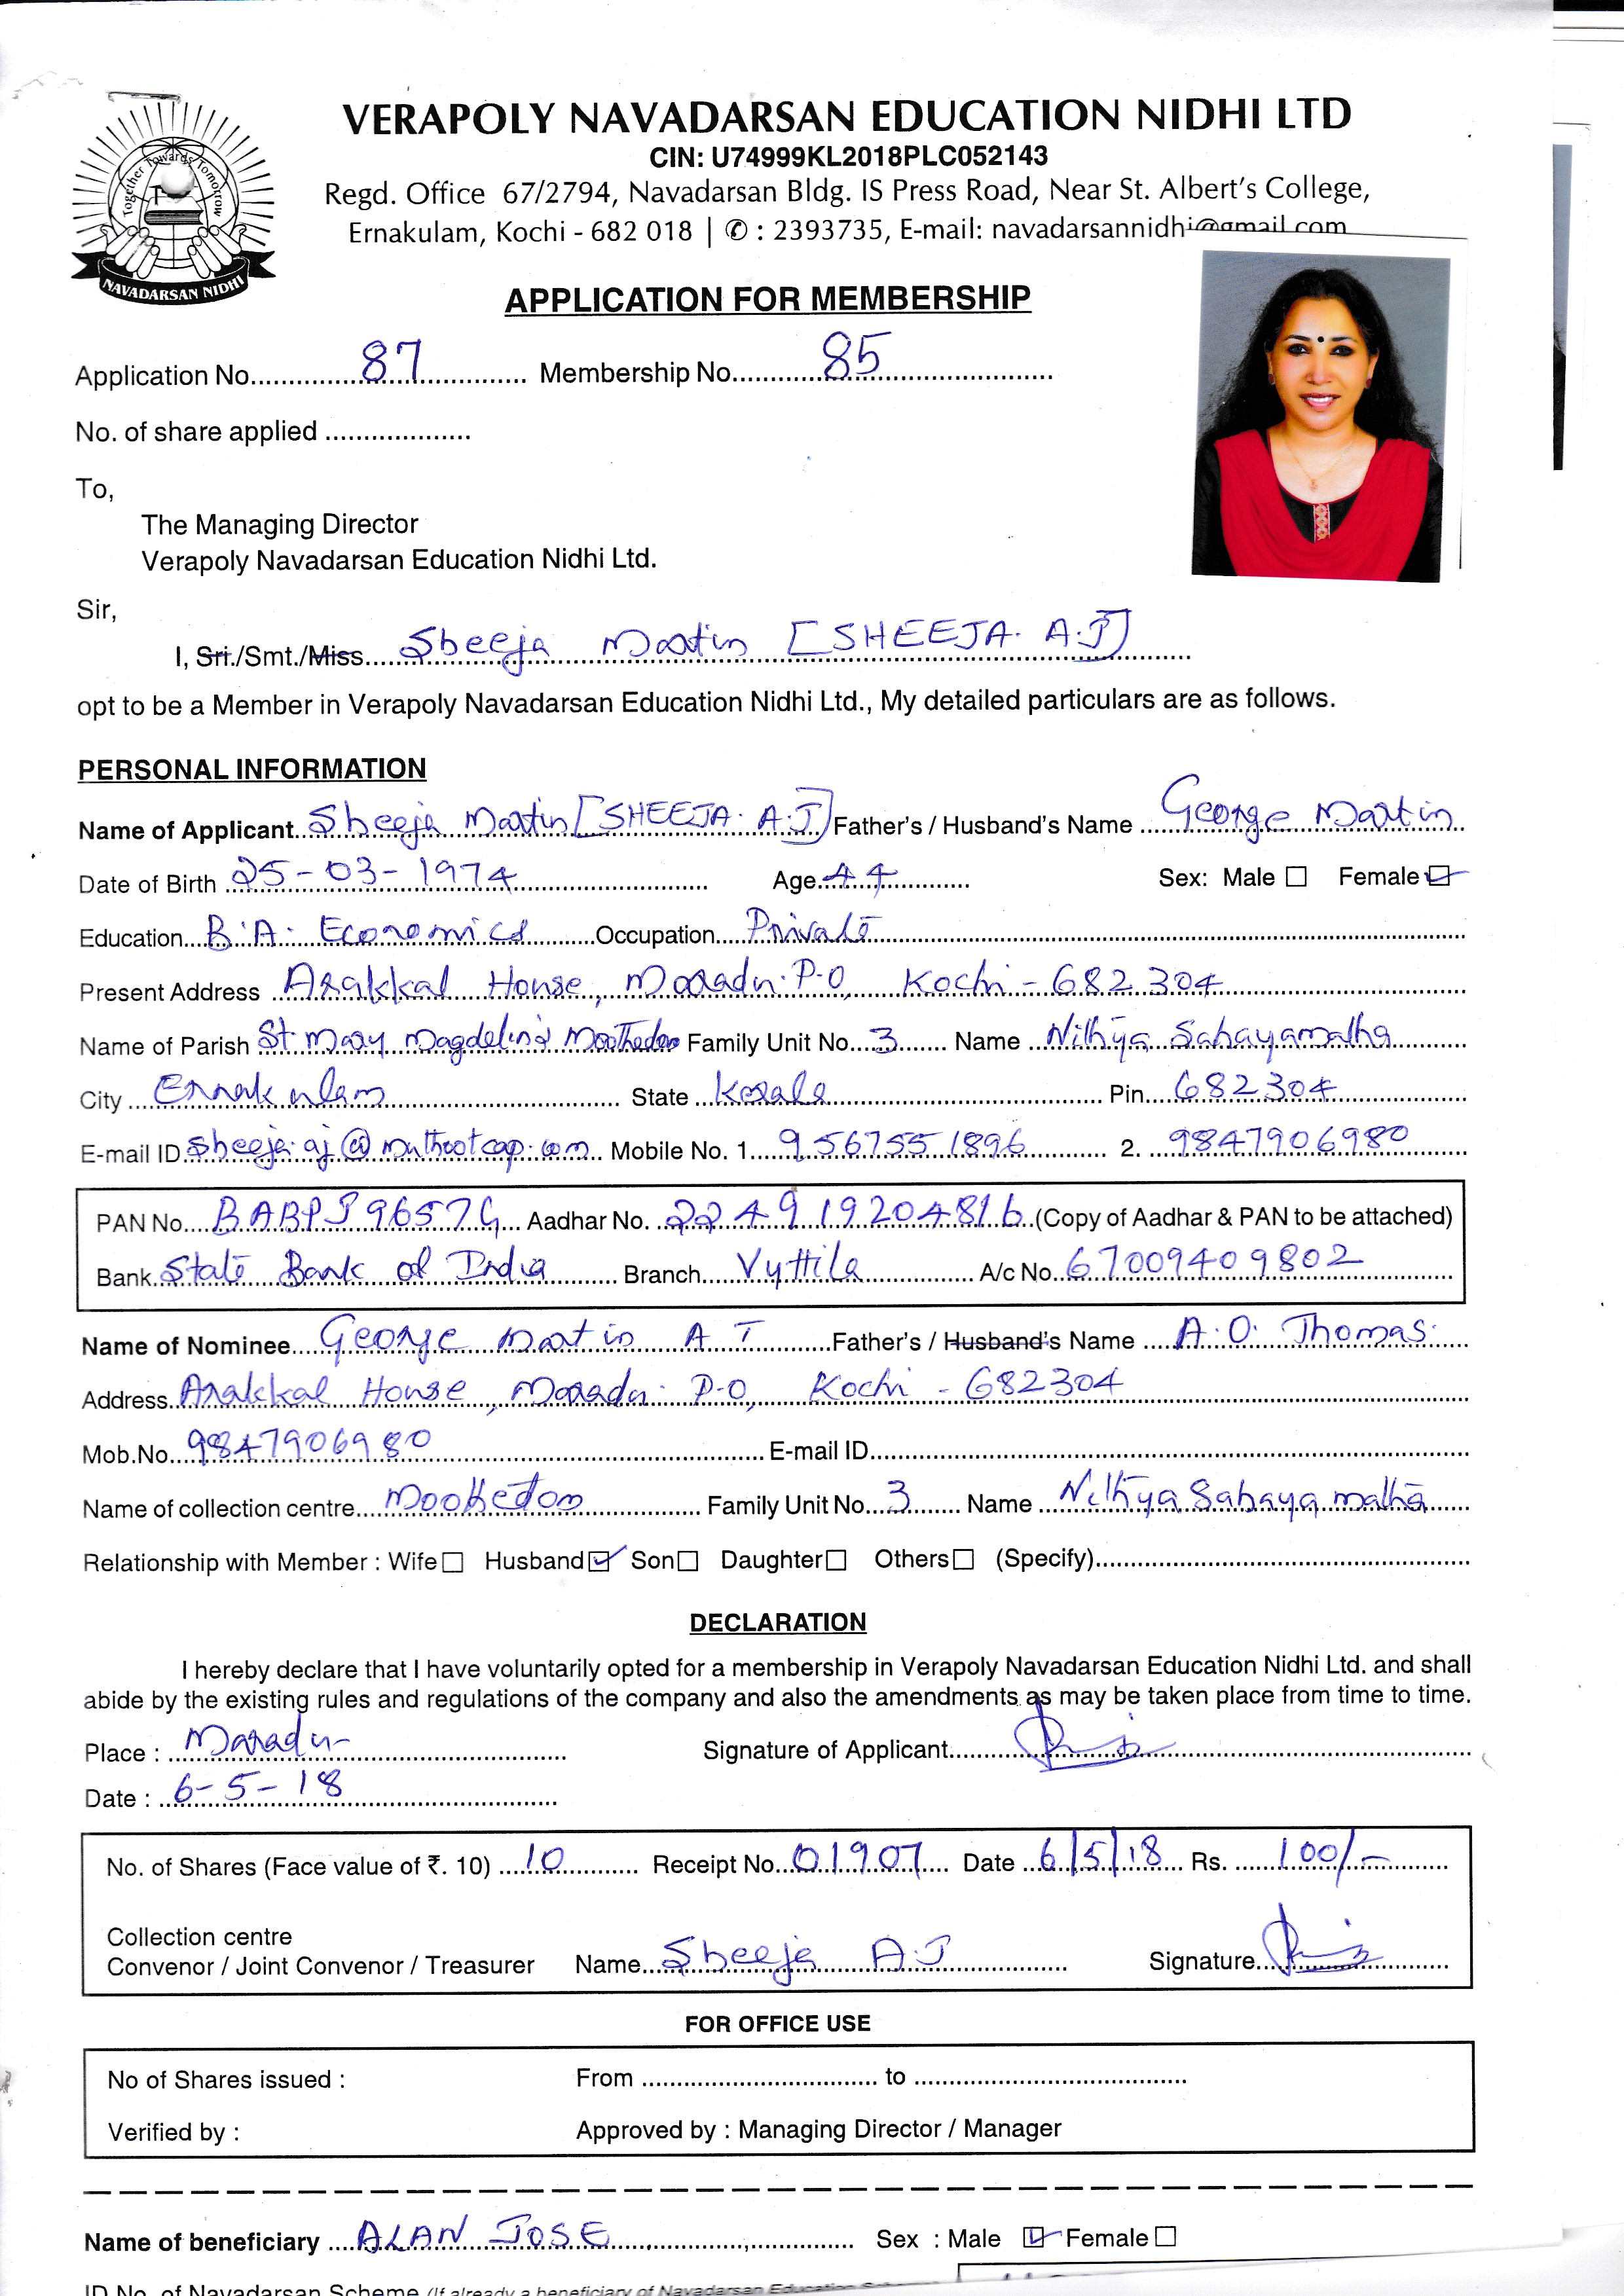 Together Towards Tomorrow
NAVADARSAN NIDHI
VERAPOLY NAVADARSAN EDUCATION NIDHI LTD
CIN: U74999KL2018PLC052143
Regd. Office 67/2794, Navadarsan Bldg. IS Press Road, Near St. Albert's College,
Ernakulam, Kochi - 682 018 | ✆ : 2393735, E-mail: navadarsannidhi@gmail.com
APPLICATION FOR MEMBERSHIP
Application No. 87 Membership No. 85
No. of share applied
To,
The Managing Director
Verapoly Navadarsan Education Nidhi Ltd.
Sir,
I, Sri./Smt./Miss. Sheeja Martin [SHEEJA. A.J]
opt to be a Member in Verapoly Navadarsan Education Nidhi Ltd., My detailed particulars are as follows.
PERSONAL INFORMATION
Name of Applicant Sheeja Martin [SHEEJA. A.J] Father's / Husband's Name George Martin
Date of Birth 25-03-1974 Age 44 Sex: Male ☐ Female ☑
Education B.A. Economics Occupation Private
Present Address Arakkal House, Maradu. P.O, Kochi - 682 304
Name of Parish St Mary Magdeline's Family Unit No. 3 Name Nithya Sahayamatha
City Ernakulam State Kerala Pin 682304
E-mail ID sheeja.aj@muthootcap.com Mobile No. 1 9567551896 2. 9847906980
PAN No. BABPJ9657G Aadhar No. 224919204816 (Copy of Aadhar & PAN to be attached)
Bank State Bank of India Branch Vyttila A/c No. 67009409802
Name of Nominee George Martin A T Father's / Husband's Name A.O. Thomas
Address Arakkal House, Maradu. P.O, Kochi - 682304
Mob.No. 9847906980 E-mail ID
Name of collection centre Family Unit No. 3 Name Nithya Sahaya matha
Relationship with Member : Wife ☐ Husband ☑ Son ☐ Daughter ☐ Others ☐ (Specify)
DECLARATION
I hereby declare that I have voluntarily opted for a membership in Verapoly Navadarsan Education Nidhi Ltd. and shall
abide by the existing rules and regulations of the company and also the amendments as may be taken place from time to time.
Place : Maradu Signature of Applicant
Date : 6-5-18
No. of Shares (Face value of ₹. 10) 10 Receipt No. 01907 Date 6/5/18 Rs. 100/-
Collection centre
Convenor / Joint Convenor / Treasurer Name Sheeja A.J Signature
FOR OFFICE USE
No of Shares issued : From to
Verified by : Approved by : Managing Director / Manager
Name of beneficiary ALAN JOSE Sex : Male ☑ Female ☐
ID No. of Navadarsan Scheme (If already a beneficiary of Navadarsan Education